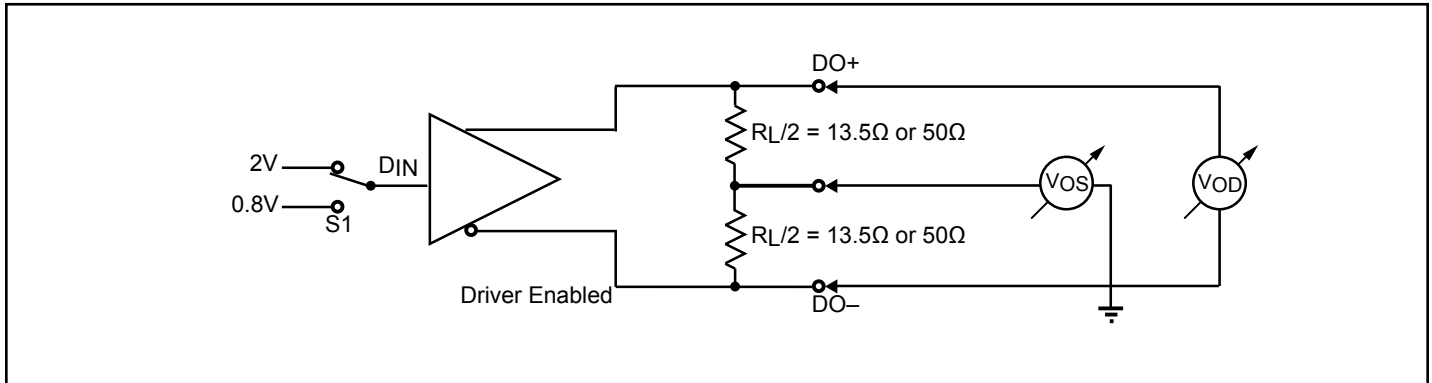 DO+
RL/2 = 13.5Ω or 50Ω
2V
DIN
VOS
VOD
0.8V
S1
RL/2 = 13.5Ω or 50Ω
Driver Enabled
DO–